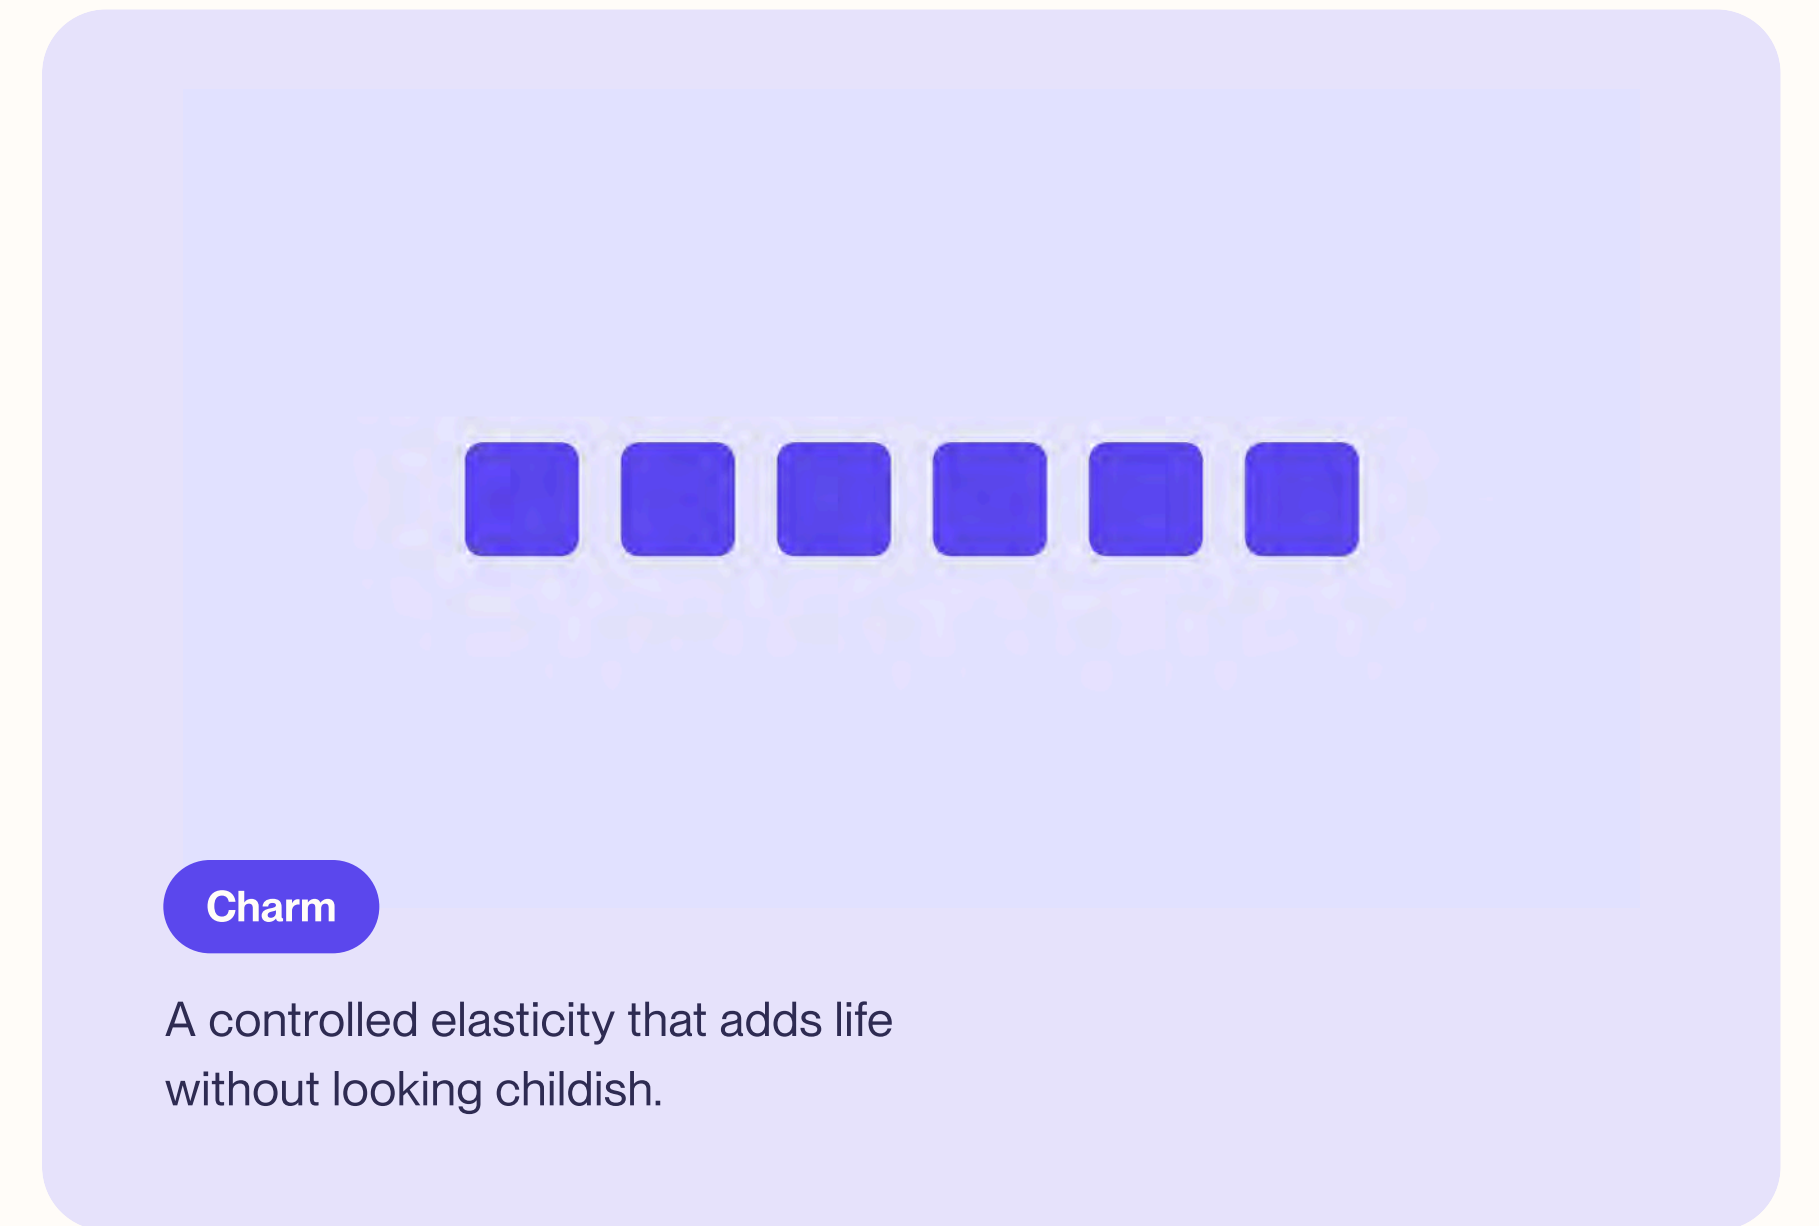 Charm
A controlled elasticity that adds life
without looking childish.